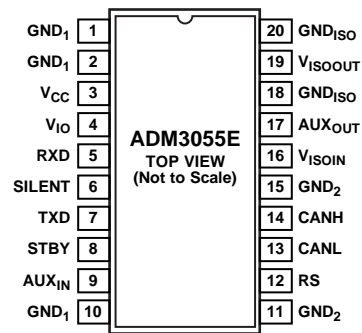 GND1 1 20 GNDISO
GND1 2 19 VISOOUT
VCC 3 18 GNDISO
VIO 4 17 AUXOUT
RXD 5 16 VISOIN
SILENT 6 15 GND2
TXD 7 14 CANH
STBY 8 13 CANL
AUXIN 9 12 RS
GND1 10 11 GND2
ADM3055E
TOP VIEW
(Not to Scale)